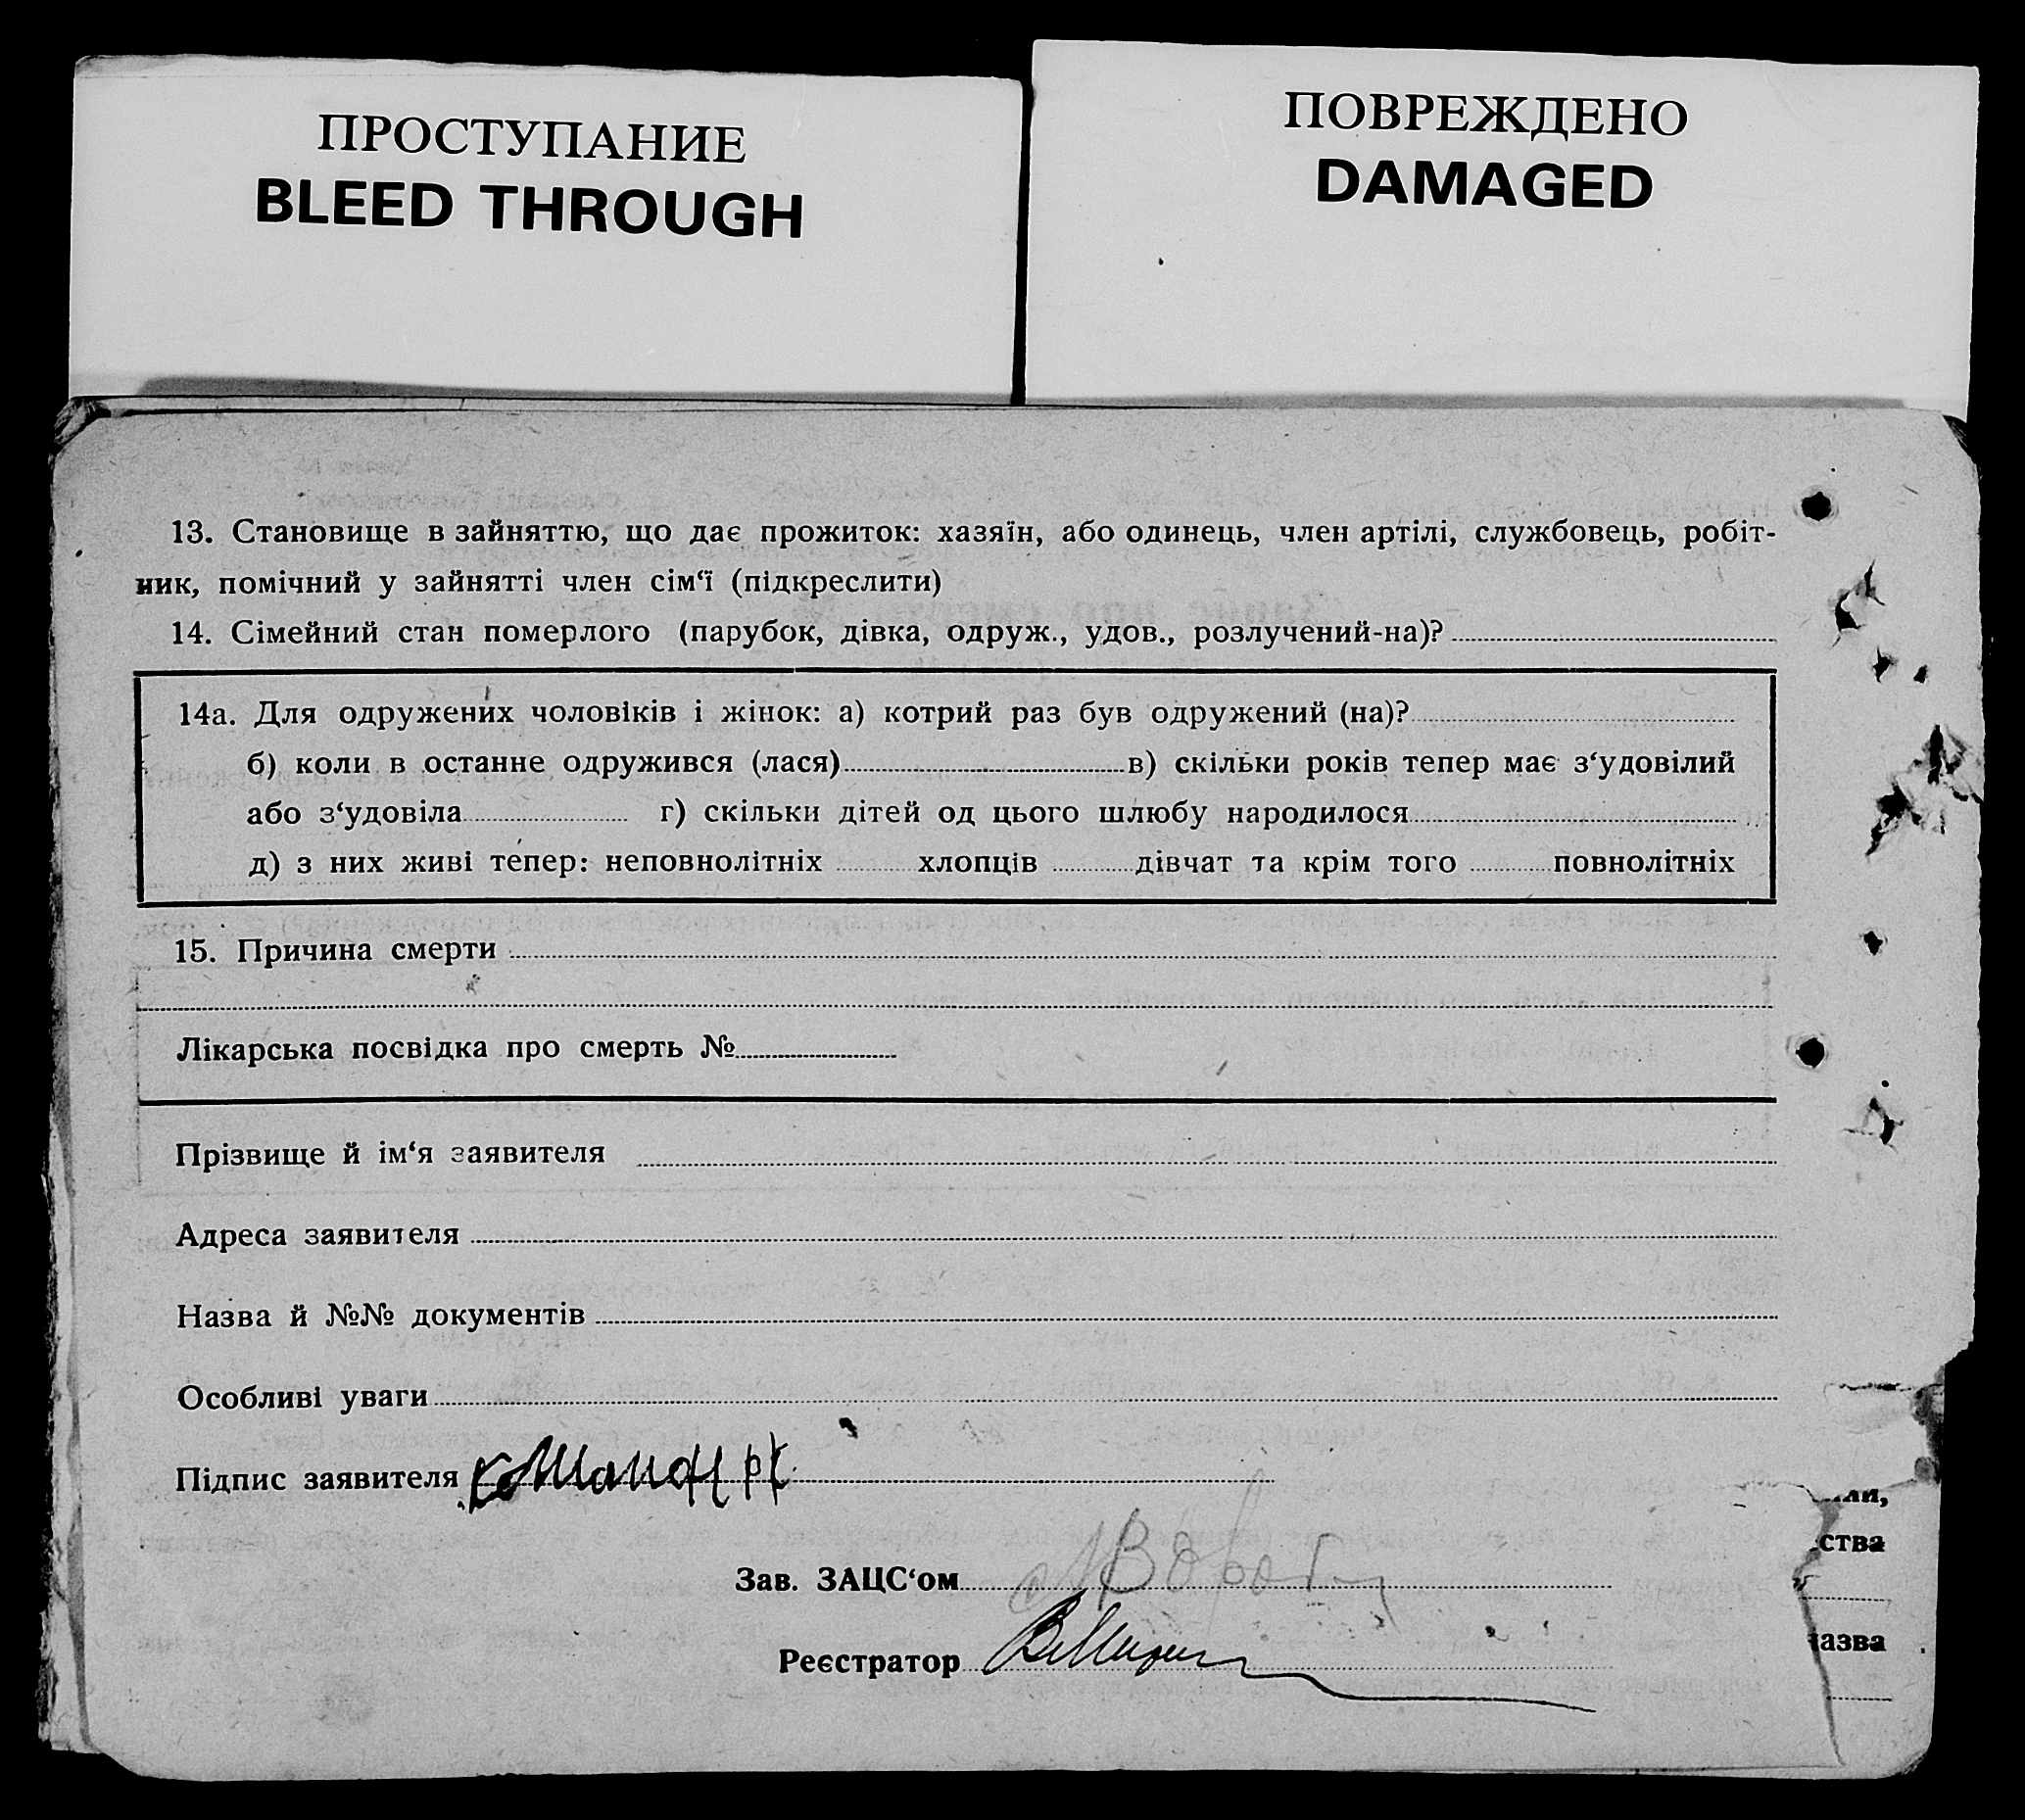 ПРОСТУПАНИЕ
BLEED THROUGH
ПОВРЕЖДЕНО
DAMAGED
13. Становище в зайняттю, що дає прожиток: хазяїн, або одинець, член артілі, службовець, робіт-
ник, помічний у зайнятті член сім‘ї (підкреслити)
14. Сімейний стан померлого (парубок, дівка, одруж., удов., розлучений-на)?
14а. Для одружених чоловіків і жінок: а) котрий раз був одружений (на)?
б) коли в останне одружився (лася) в) скільки років тепер має з‘удовілий
або з‘удовіла г) скільки дітей од цього шлюбу народилося
д) з них живі тепер: неповнолітніх хлопців дівчат та крім того повнолітніх
15. Причина смерти
Лікарська посвідка про смерть №
Прізвище й ім‘я заявителя
Адреса заявителя
Назва й №№ документів
Особливі уваги
Підпис заявителя
Зав. ЗАЦС‘ом
ства
Реєстратор
азва